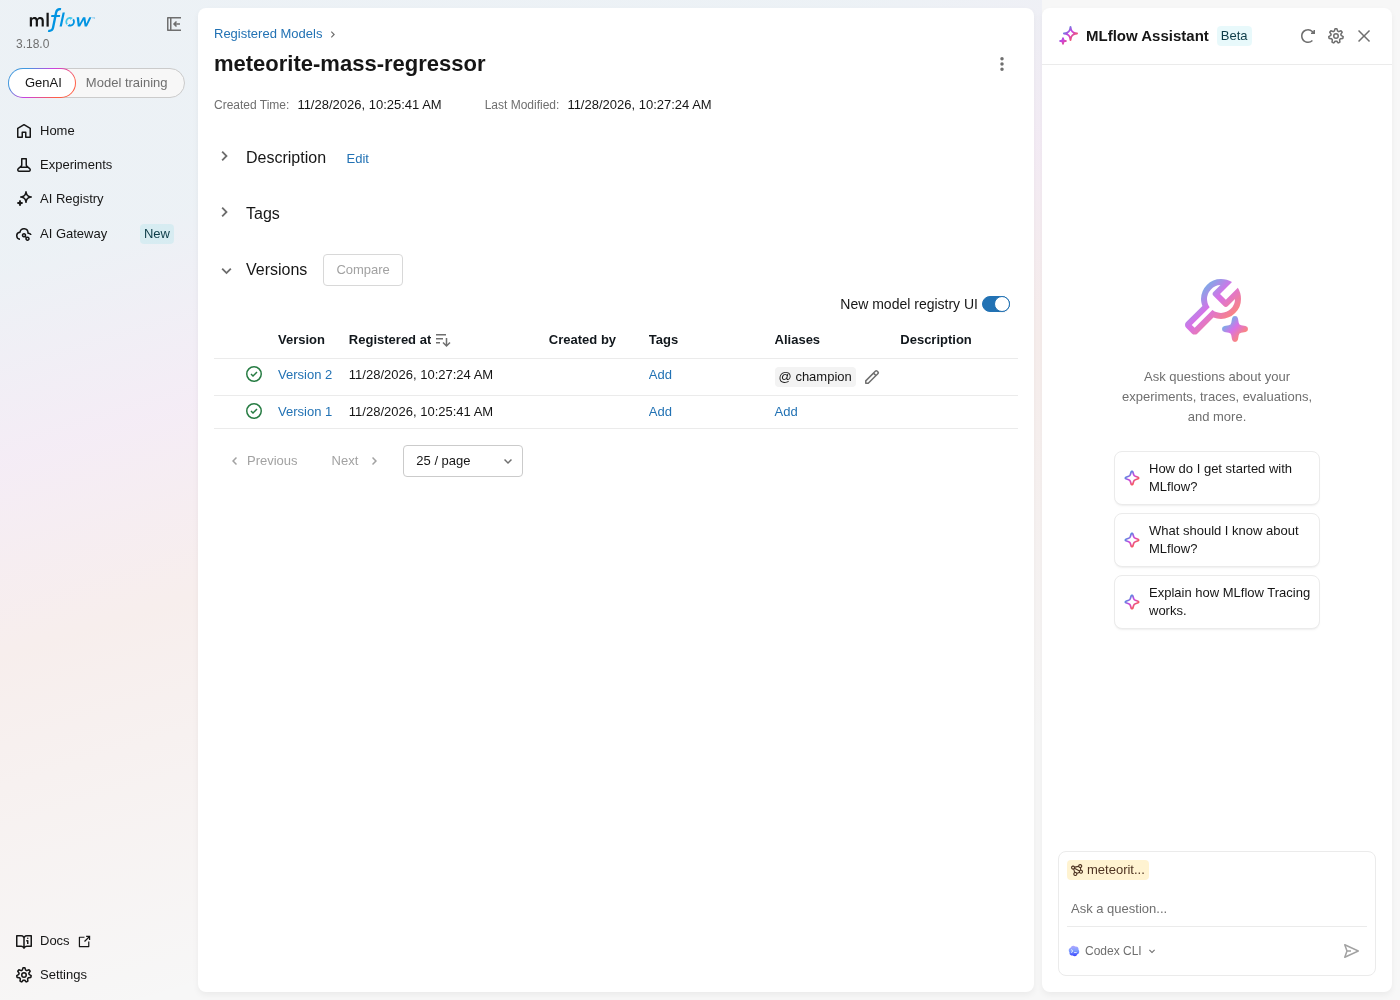 mlflow
3.18.0
GenAI
Model training
Home
Experiments
AI Registry
AI Gateway New
Docs
Settings
Registered Models
meteorite-mass-regressor
Created Time: 11/28/2026, 10:25:41 AM Last Modified: 11/28/2026, 10:27:24 AM
Description Edit
Tags
Versions Compare
New model registry UI
Version Registered at Created by Tags Aliases Description
Version 2 11/28/2026, 10:27:24 AM Add @ champion
Version 1 11/28/2026, 10:25:41 AM Add Add
Previous Next 25 / page
MLflow Assistant Beta
Ask questions about your
experiments, traces, evaluations,
and more.
How do I get started with
MLflow?
What should I know about
MLflow?
Explain how MLflow Tracing
works.
meteorit...
Ask a question...
Codex CLI